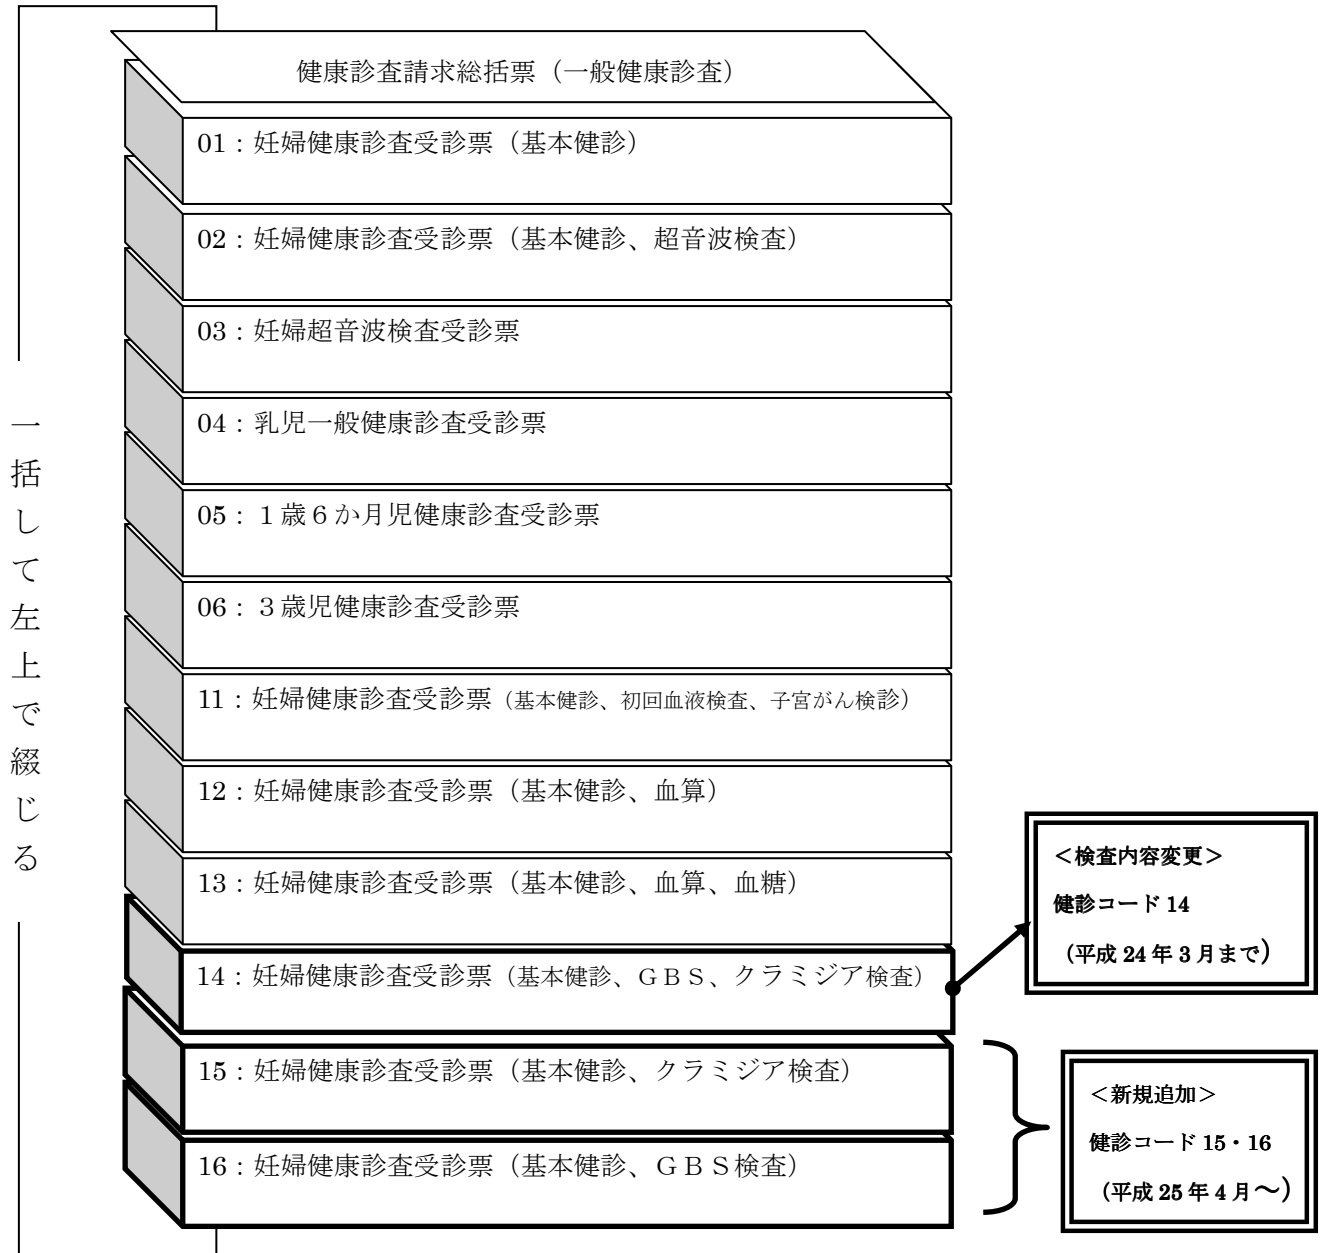 健康診査請求総括票（一般健康診査）
01：妊婦健康診査受診票（基本健診）
02：妊婦健康診査受診票（基本健診、超音波検査）
03：妊婦超音波検査受診票
04：乳児一般健康診査受診票
05：１歳６か月児健康診査受診票
06：３歳児健康診査受診票
11：妊婦健康診査受診票（基本健診、初回血液検査、子宮がん検診）
12：妊婦健康診査受診票（基本健診、血算）
13：妊婦健康診査受診票（基本健診、血算、血糖）
14：妊婦健康診査受診票（基本健診、ＧＢＳ、クラミジア検査）
15：妊婦健康診査受診票（基本健診、クラミジア検査）
16：妊婦健康診査受診票（基本健診、ＧＢＳ検査）
一括して左上で綴じる
＜検査内容変更＞
健診コード 14
（平成 24 年 3 月まで）
＜新規追加＞
健診コード 15・16
（平成 25 年 4 月～）